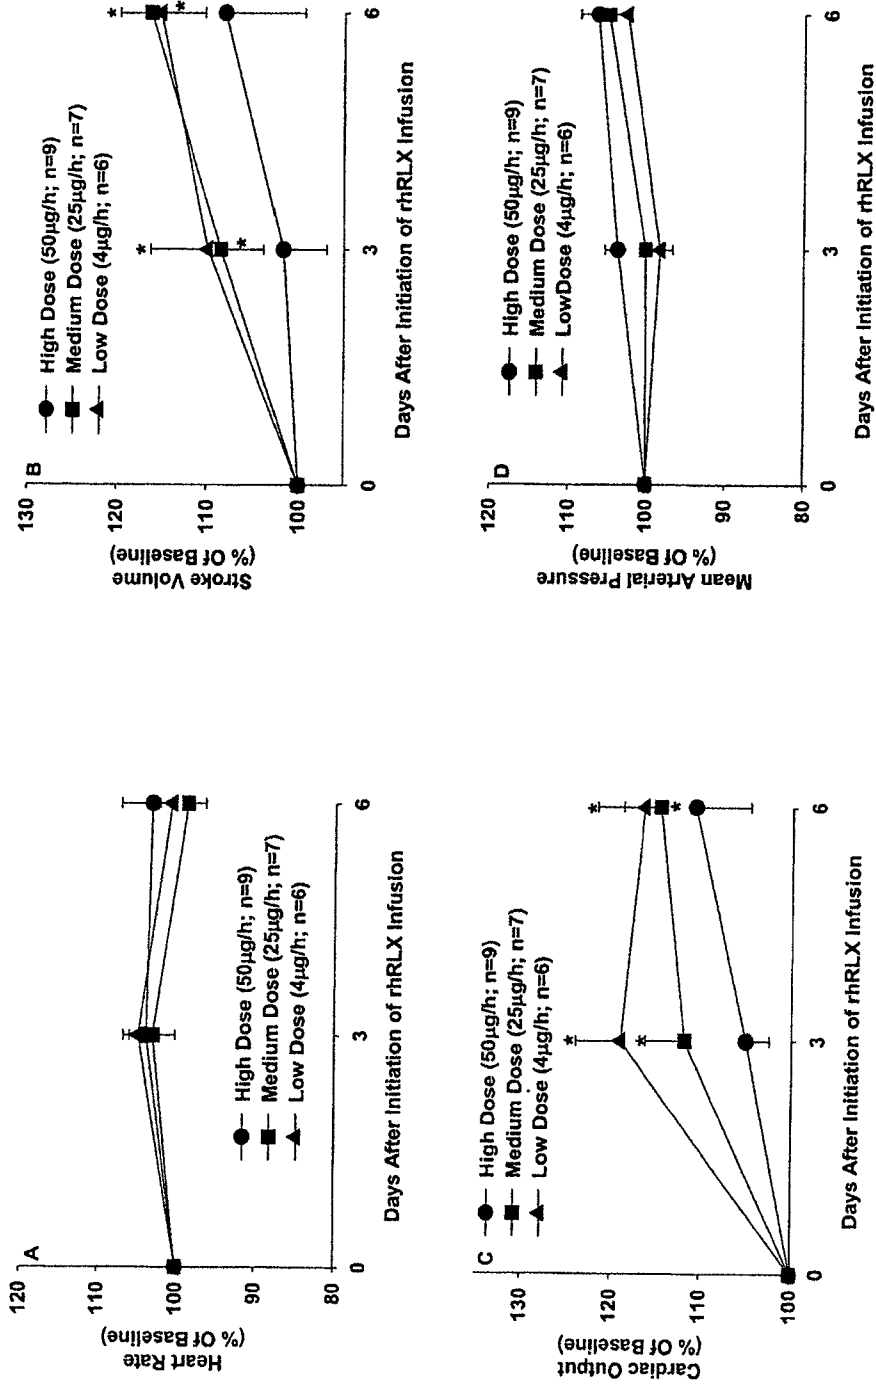 A
Heart Rate
(% Of Baseline)
120
110
100
90
80
0
3
6
High Dose (50µg/h; n=9)
Medium Dose (25µg/h; n=7)
Low Dose (4µg/h; n=6)
Days After Initiation of rhRLX Infusion
B
Stroke Volume
(% Of Baseline)
130
120
110
100
0
3
6
*
*
*
*
High Dose (50µg/h; n=9)
Medium Dose (25µg/h; n=7)
Low Dose (4µg/h; n=6)
Days After Initiation of rhRLX Infusion
C
Cardiac Output
(% Of Baseline)
130
120
110
100
0
3
6
*
*
*
*
High Dose (50µg/h; n=9)
Medium Dose (25µg/h; n=7)
Low Dose (4µg/h; n=6)
Days After Initiation of rhRLX Infusion
D
Mean Arterial Pressure
(% Of Baseline)
120
110
100
90
80
0
3
6
High Dose (50µg/h; n=9)
Medium Dose (25µg/h; n=7)
LowDose (4µg/h; n=6)
Days After Initiation of rhRLX Infusion